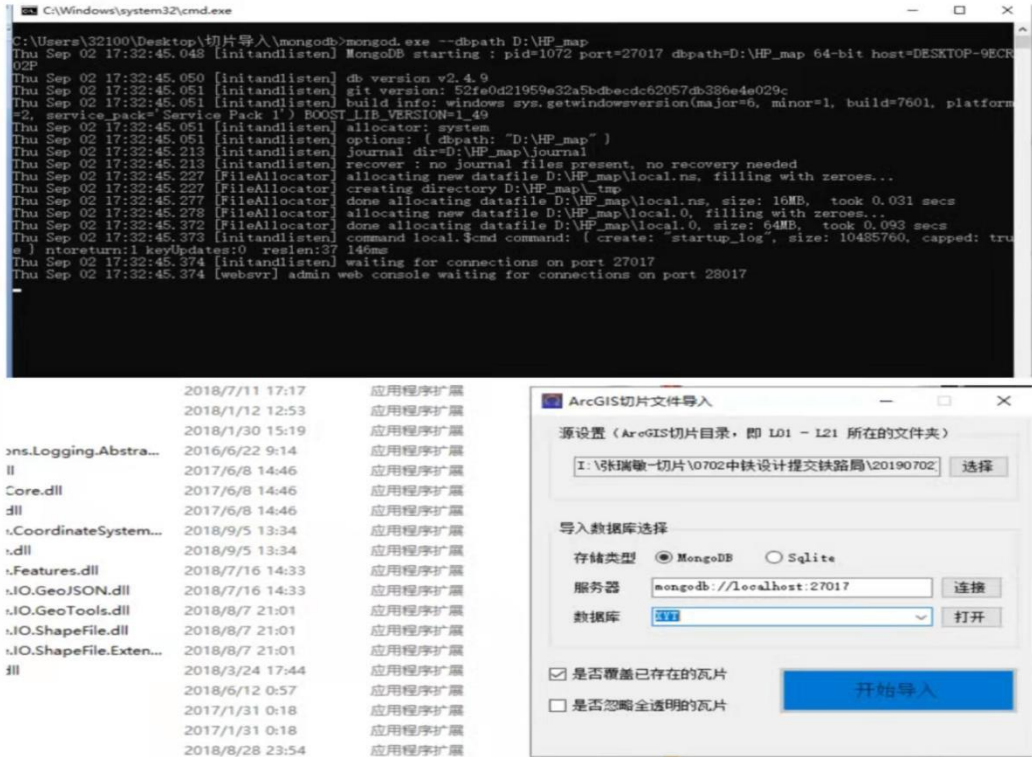 C:\Windows\system32\cmd.exe
C:\Users\32100\Desktop\切片导入\mongodb>mongod.exe --dbpath D:\HP_map
Thu Sep 02 17:32:45.048 [initandlisten] MongoDB starting : pid=1072 port=27017 dbpath=D:\HP_map 64-bit host=DESKTOP-9ECR
02P
Thu Sep 02 17:32:45.050 [initandlisten] db version v2.4.9
Thu Sep 02 17:32:45.051 [initandlisten] git version: 52fe0d21959e32a5bdbecdc62057db386e4e029c
Thu Sep 02 17:32:45.051 [initandlisten] build info: windows sys.getwindowsversion(major=6, minor=1, build=7601, platform
=2, service_pack='Service Pack 1') BOOST_LIB_VERSION=1_49
Thu Sep 02 17:32:45.051 [initandlisten] allocator: system
Thu Sep 02 17:32:45.051 [initandlisten] options: { dbpath: "D:\HP_map" }
Thu Sep 02 17:32:45.213 [initandlisten] journal dir=D:\HP_map\journal
Thu Sep 02 17:32:45.213 [initandlisten] recover : no journal files present, no recovery needed
Thu Sep 02 17:32:45.227 [FileAllocator] allocating new datafile D:\HP_map\local.ns, filling with zeroes...
Thu Sep 02 17:32:45.227 [FileAllocator] creating directory D:\HP_map\_tmp
Thu Sep 02 17:32:45.277 [FileAllocator] done allocating datafile D:\HP_map\local.ns, size: 16MB, took 0.031 secs
Thu Sep 02 17:32:45.278 [FileAllocator] allocating new datafile D:\HP_map\local.0, filling with zeroes...
Thu Sep 02 17:32:45.372 [FileAllocator] done allocating datafile D:\HP_map\local.0, size: 64MB, took 0.093 secs
Thu Sep 02 17:32:45.373 [initandlisten] command local.$cmd command: { create: "startup_log", size: 10485760, capped: tru
e } ntoreturn:1 keyUpdates:0 reslen:37 146ms
Thu Sep 02 17:32:45.374 [initandlisten] waiting for connections on port 27017
Thu Sep 02 17:32:45.374 [websvr] admin web console waiting for connections on port 28017
2018/7/11 17:17 应用程序扩展
2018/1/12 12:53 应用程序扩展
2018/1/30 15:19 应用程序扩展
ons.Logging.Abstra... 2016/6/22 9:14 应用程序扩展
ll 2017/6/8 14:46 应用程序扩展
Core.dll 2017/6/8 14:46 应用程序扩展
dll 2017/6/8 14:46 应用程序扩展
.CoordinateSystem... 2018/9/5 13:34 应用程序扩展
.dll 2018/9/5 13:34 应用程序扩展
.Features.dll 2018/7/16 14:33 应用程序扩展
.IO.GeoJSON.dll 2018/7/16 14:33 应用程序扩展
.IO.GeoTools.dll 2018/8/7 21:01 应用程序扩展
.IO.ShapeFile.dll 2018/8/7 21:01 应用程序扩展
.IO.ShapeFile.Exten... 2018/8/7 21:01 应用程序扩展
dll 2018/3/24 17:44 应用程序扩展
2018/6/12 0:57 应用程序扩展
2017/1/31 0:18 应用程序扩展
2017/1/31 0:18 应用程序扩展
2018/8/28 23:54 应用程序扩展
ArcGIS切片文件导入
源设置（ArcGIS切片目录，即 L01 - L21 所在的文件夹）
I:\张瑞敏-切片\0702中铁设计提交铁路局\20190702 选择
导入数据库选择
存储类型 MongoDB Sqlite
服务器 mongodb://localhost:27017 连接
数据库 XYT 打开
是否覆盖已存在的瓦片
开始导入
是否忽略全透明的瓦片